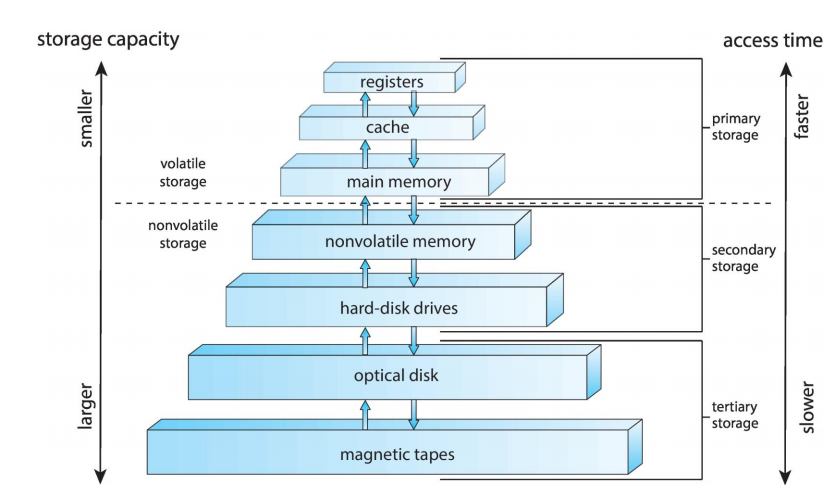 storage capacity
access time
smaller
faster
registers
cache
primary
storage
volatile
storage
main memory
nonvolatile
storage
nonvolatile memory
secondary
storage
hard-disk drives
optical disk
larger
slower
tertiary
storage
magnetic tapes